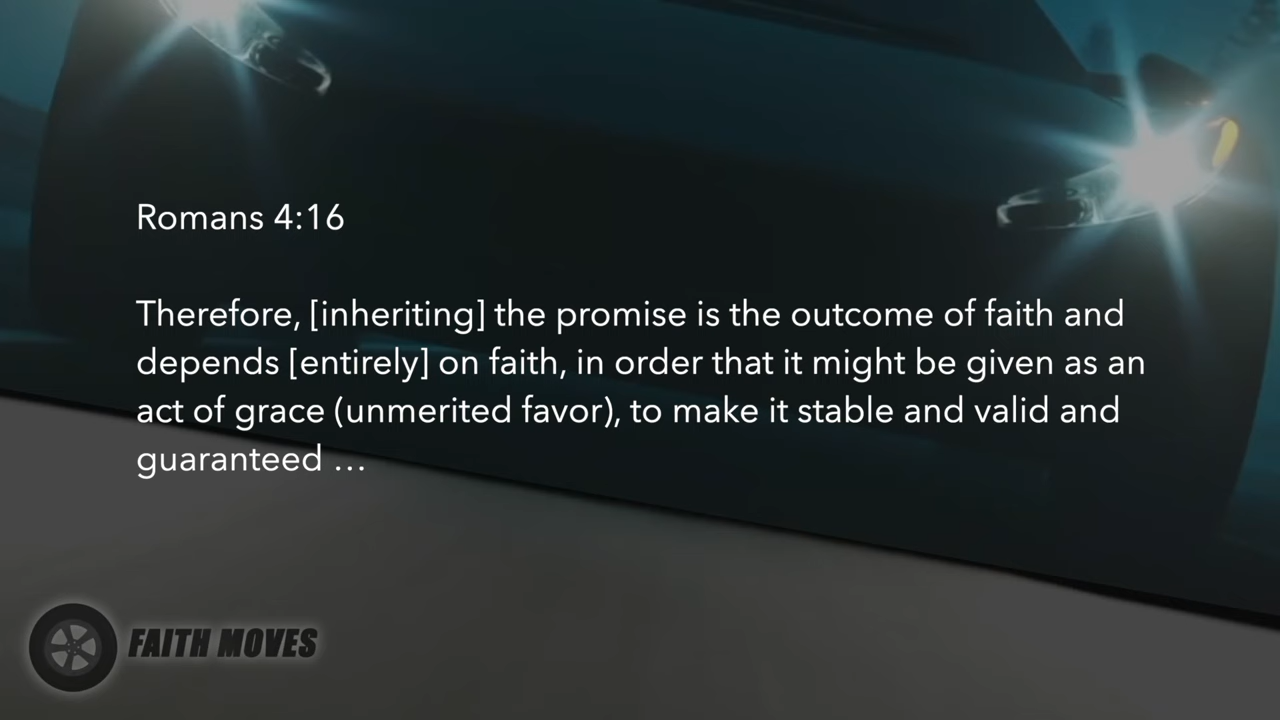 Romans 4:16
Therefore, [inheriting] the promise is the outcome of faith and
depends [entirely] on faith, in order that it might be given as an
act of grace (unmerited favor), to make it stable and valid and
guaranteed …
FAITH MOVES